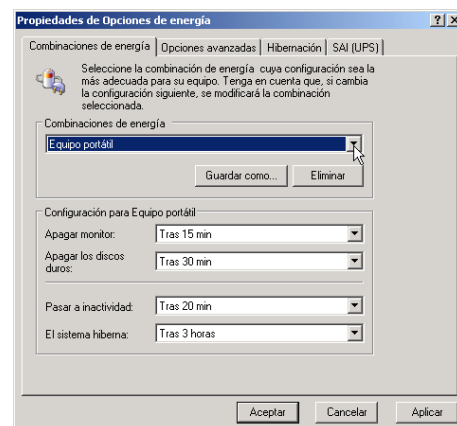 Propiedades de Opciones de energía
Combinaciones de energía Opciones avanzadas Hibernación SAI (UPS)
Seleccione la combinación de energía cuya configuración sea la
más adecuada para su equipo. Tenga en cuenta que, si cambia
la configuración siguiente, se modificará la combinación
seleccionada.
Combinaciones de energía
Equipo portátil
Guardar como... Eliminar
Configuración para Equipo portátil
Apagar monitor: Tras 15 min
Apagar los discos
duros: Tras 30 min
Pasar a inactividad: Tras 20 min
El sistema hiberna: Tras 3 horas
Aceptar Cancelar Aplicar